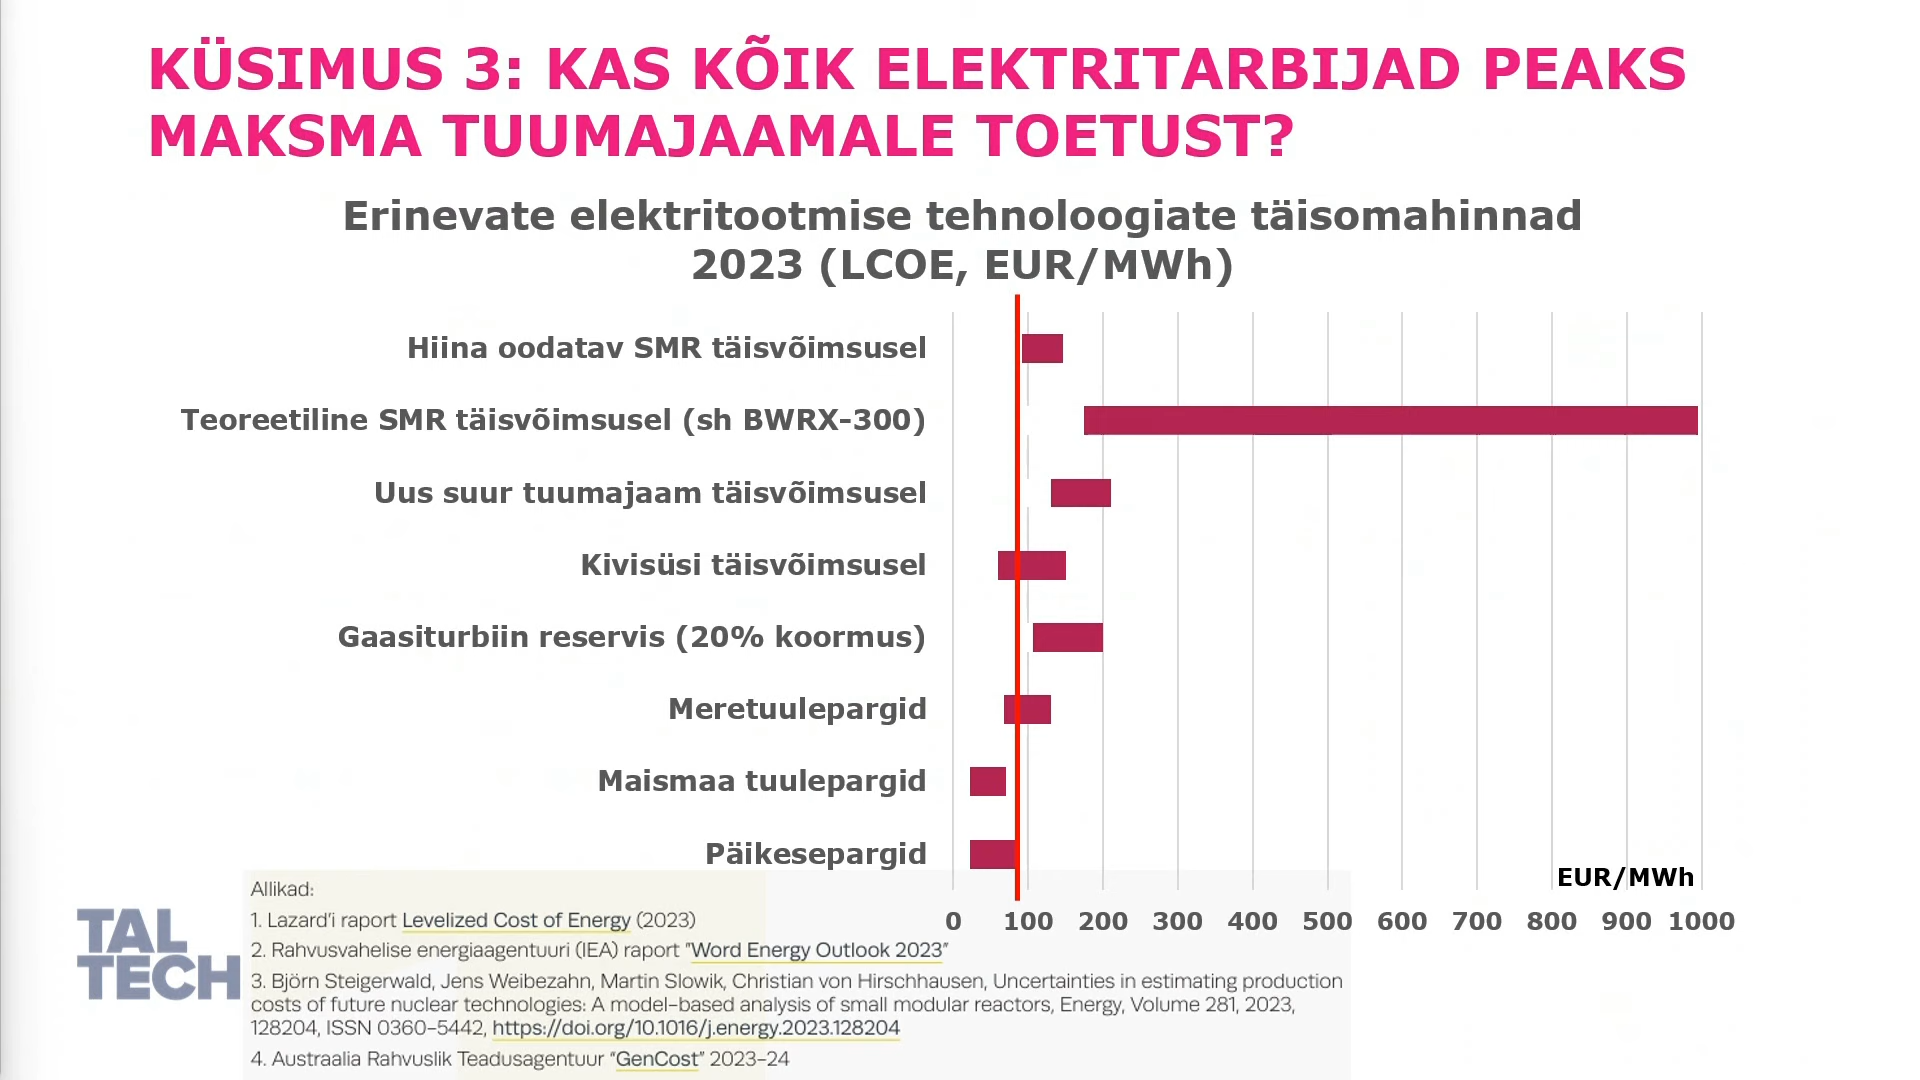 KÜSIMUS 3: KAS KÕIK ELEKTRITARBIJAD PEAKS
MAKSMA TUUMAJAAMALE TOETUST?
Erinevate elektritootmise tehnoloogiate täisomahinnad
2023 (LCOE, EUR/MWh)
Hiina oodatav SMR täisvõimsusel
Teoreetiline SMR täisvõimsusel (sh BWRX-300)
Uus suur tuumajaam täisvõimsusel
Kivisüsi täisvõimsusel
Gaasiturbiin reservis (20% koormus)
Meretuulepargid
Maismaa tuulepargid
Päikesepargid
EUR/MWh
0 100 200 300 400 500 600 700 800 900 1000
TAL
TECH
Allikad:
1. Lazard'i raport Levelized Cost of Energy (2023)
2. Rahvusvahelise energiaagentuuri (IEA) raport "Word Energy Outlook 2023"
3. Björn Steigerwald, Jens Weibezahn, Martin Slowik, Christian von Hirschhausen, Uncertainties in estimating production
costs of future nuclear technologies: A model-based analysis of small modular reactors, Energy, Volume 281, 2023,
128204, ISSN 0360-5442, https://doi.org/10.1016/j.energy.2023.128204
4. Austraalia Rahvuslik Teadusagentuur "GenCost" 2023-24